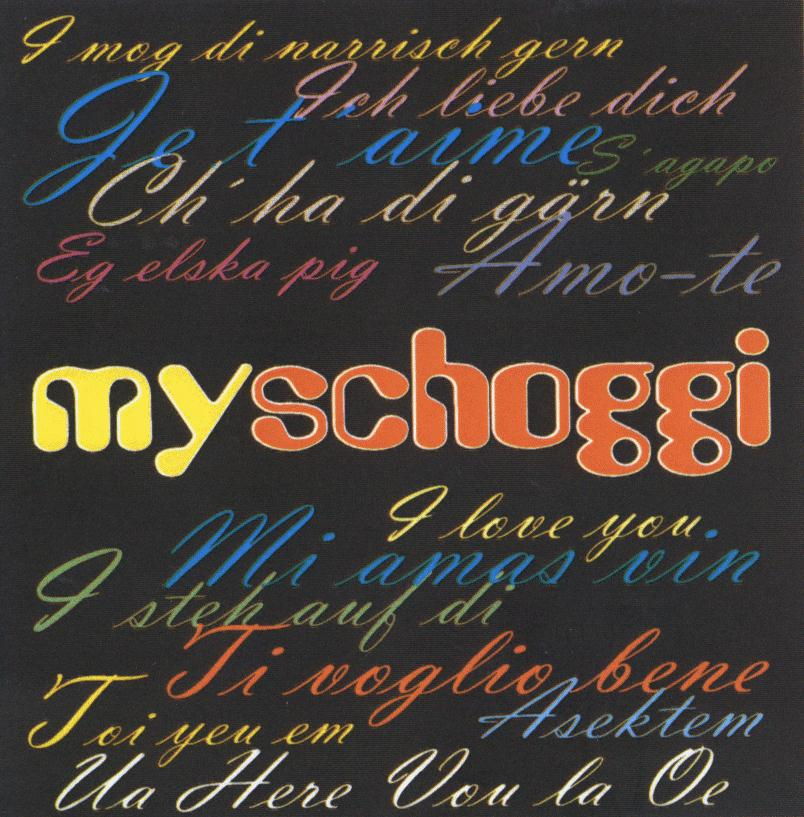 I mog di narrisch gern
Ich liebe dich
Je t'aime
S'agapo
Ch'ha di gärn
Eg elska pig
Amo-te
myschoggi
I love you
Mi amas vin
I steh auf di
Ti voglio bene
Toi yeu em
Asektem
Ua Here Vou la Oe